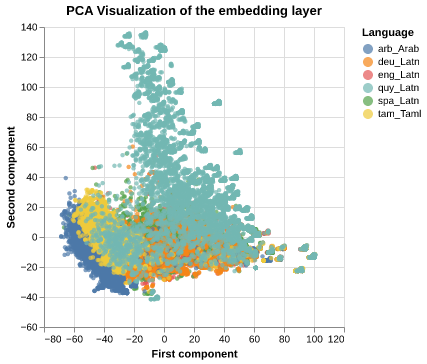 PCA Visualization of the embedding layer
Language
arb_Arab
deu_Latn
eng_Latn
quy_Latn
spa_Latn
tam_Taml
Second component
140
120
100
80
60
40
20
0
−20
−40
−60
−80 −60 −40 −20 0 20 40 60 80 100 120
First component